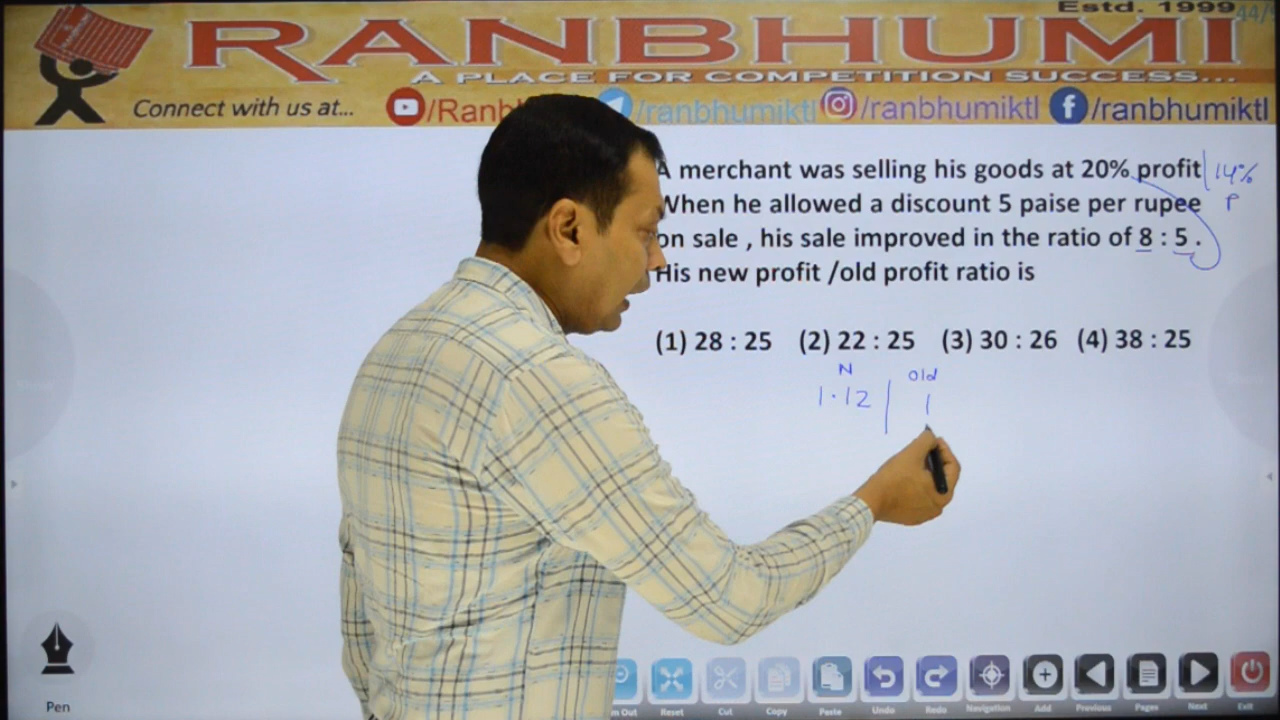 Estd. 1999
44/
RANBHUMI
A PLACE FOR COMPETITION SUCCESS...
Connect with us at... /Ranb /ranbhumiktl /ranbhumiktl /ranbhumiktl
A merchant was selling his goods at 20% profit 14%
When he allowed a discount 5 paise per rupee P
on sale , his sale improved in the ratio of 8 : 5 .
His new profit /old profit ratio is
(1) 28 : 25 (2) 22 : 25 (3) 30 : 26 (4) 38 : 25
N Old
1.12 1
Pen
m Out Reset Cut Copy Paste Undo Redo Navigation Add Previous Pages Next Exit